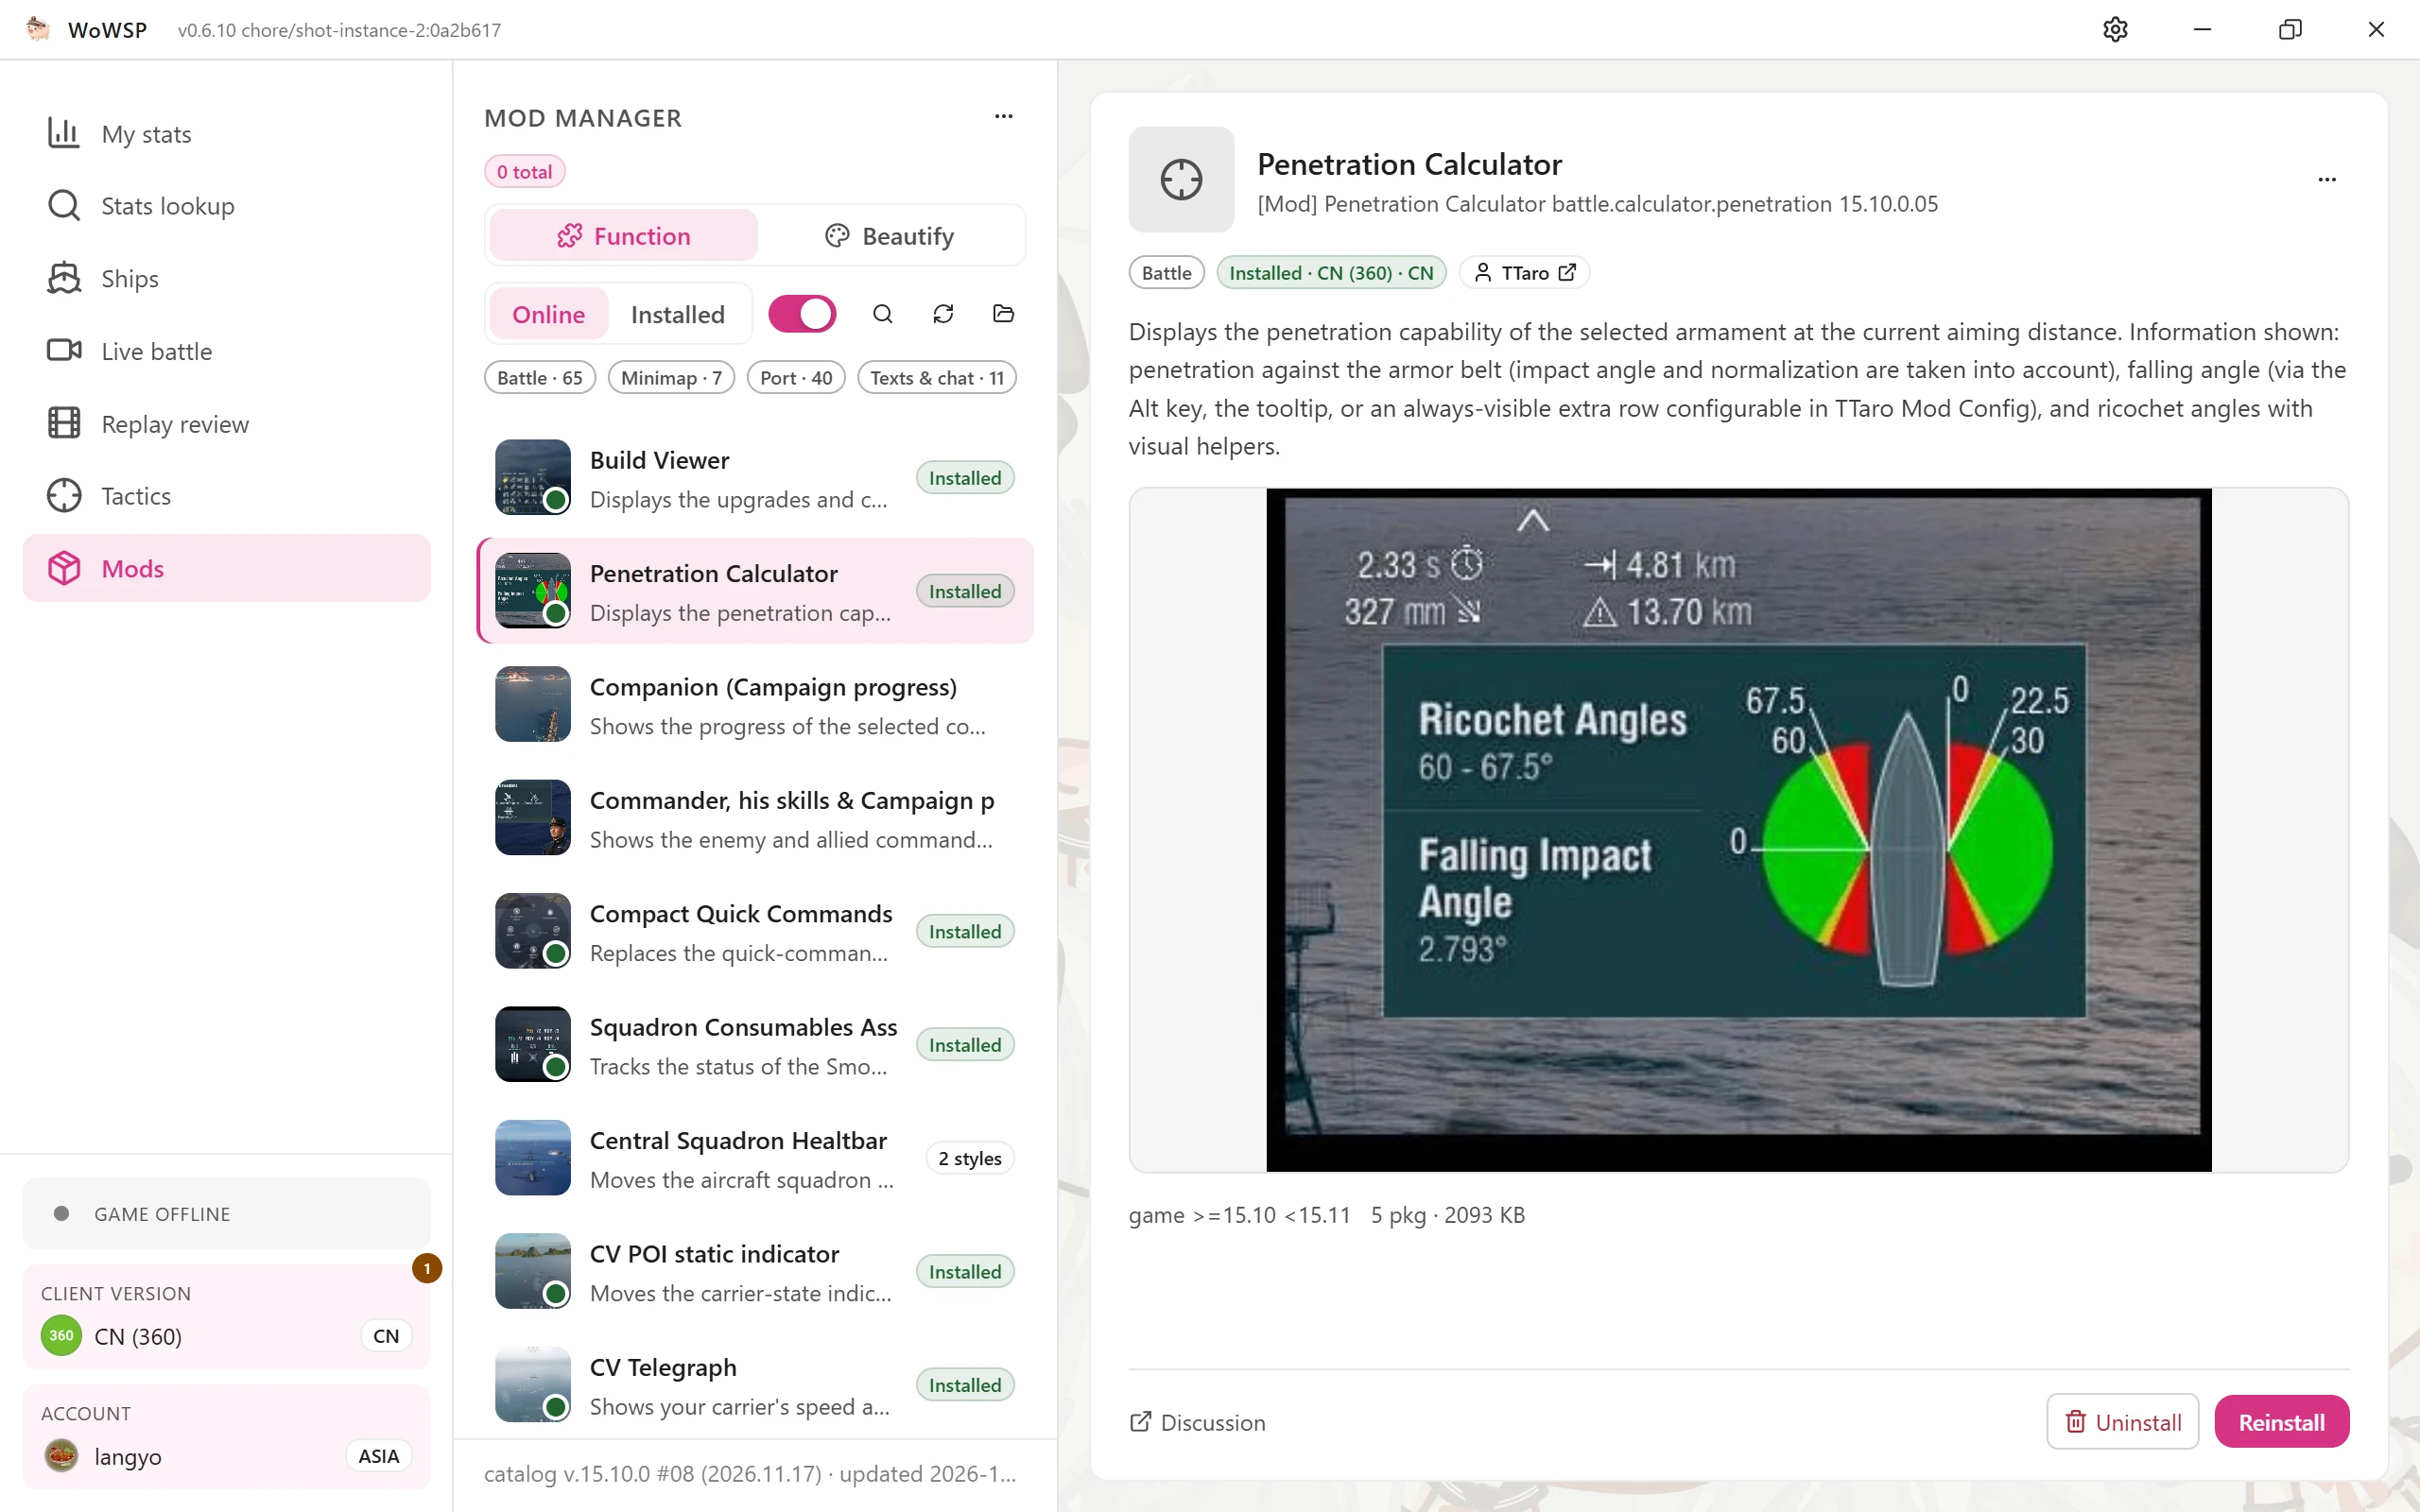 WoWSP v0.6.10 chore/shot-instance-2:0a2b617
My stats
Stats lookup
Ships
Live battle
Replay review
Tactics
Mods
GAME OFFLINE
1
CLIENT VERSION
360 CN (360) CN
ACCOUNT
langyo ASIA
MOD MANAGER
0 total
Function Beautify
Online Installed
Battle · 65 Minimap · 7 Port · 40 Texts & chat · 11
Build Viewer
Displays the upgrades and c...
Installed
Penetration Calculator
Displays the penetration cap...
Installed
Companion (Campaign progress)
Shows the progress of the selected co...
Commander, his skills & Campaign p
Shows the enemy and allied command...
Compact Quick Commands
Replaces the quick-comman...
Installed
Squadron Consumables Ass
Tracks the status of the Smo...
Installed
Central Squadron Healtbar
Moves the aircraft squadron ...
2 styles
CV POI static indicator
Moves the carrier-state indic...
Installed
CV Telegraph
Shows your carrier's speed a...
Installed
catalog v.15.10.0 #08 (2026.11.17) · updated 2026-1...
Penetration Calculator
[Mod] Penetration Calculator battle.calculator.penetration 15.10.0.05
Battle Installed · CN (360) · CN TTaro
Displays the penetration capability of the selected armament at the current aiming distance. Information shown:
penetration against the armor belt (impact angle and normalization are taken into account), falling angle (via the
Alt key, the tooltip, or an always-visible extra row configurable in TTaro Mod Config), and ricochet angles with
visual helpers.
2.33 s 4.81 km
327 mm 13.70 km
Ricochet Angles
60 - 67.5°
Falling Impact
Angle
2.793°
67.5
60
0
0
22.5
30
game >=15.10 <15.11 5 pkg · 2093 KB
Discussion
Uninstall
Reinstall